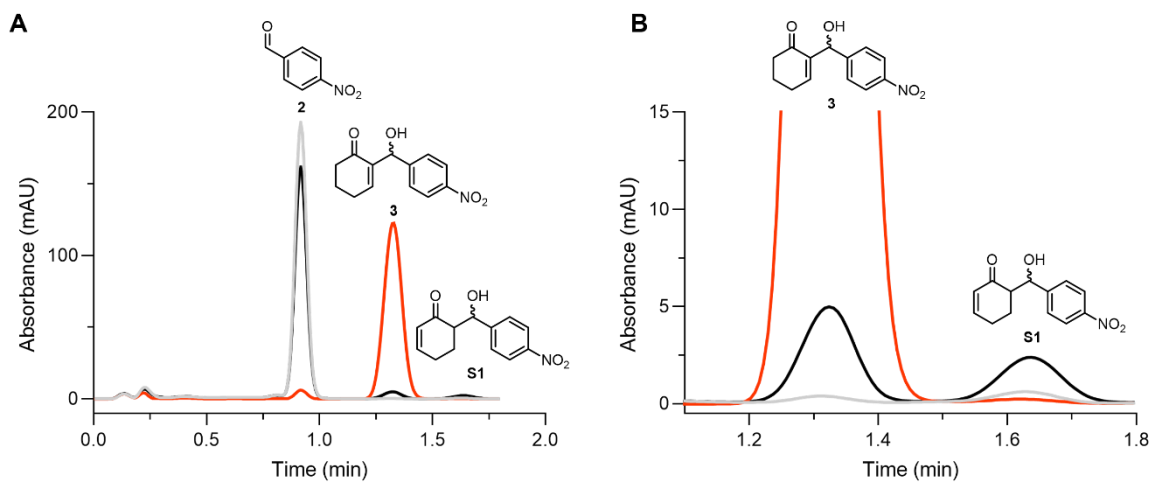 A
O
NO2
2
O
OH
NO2
3
O
OH
NO2
S1
200
100
0
Absorbance (mAU)
0.0
0.5
1.0
1.5
2.0
Time (min)
B
O
OH
NO2
3
O
OH
NO2
S1
15
10
5
0
Absorbance (mAU)
1.2
1.4
1.6
1.8
Time (min)